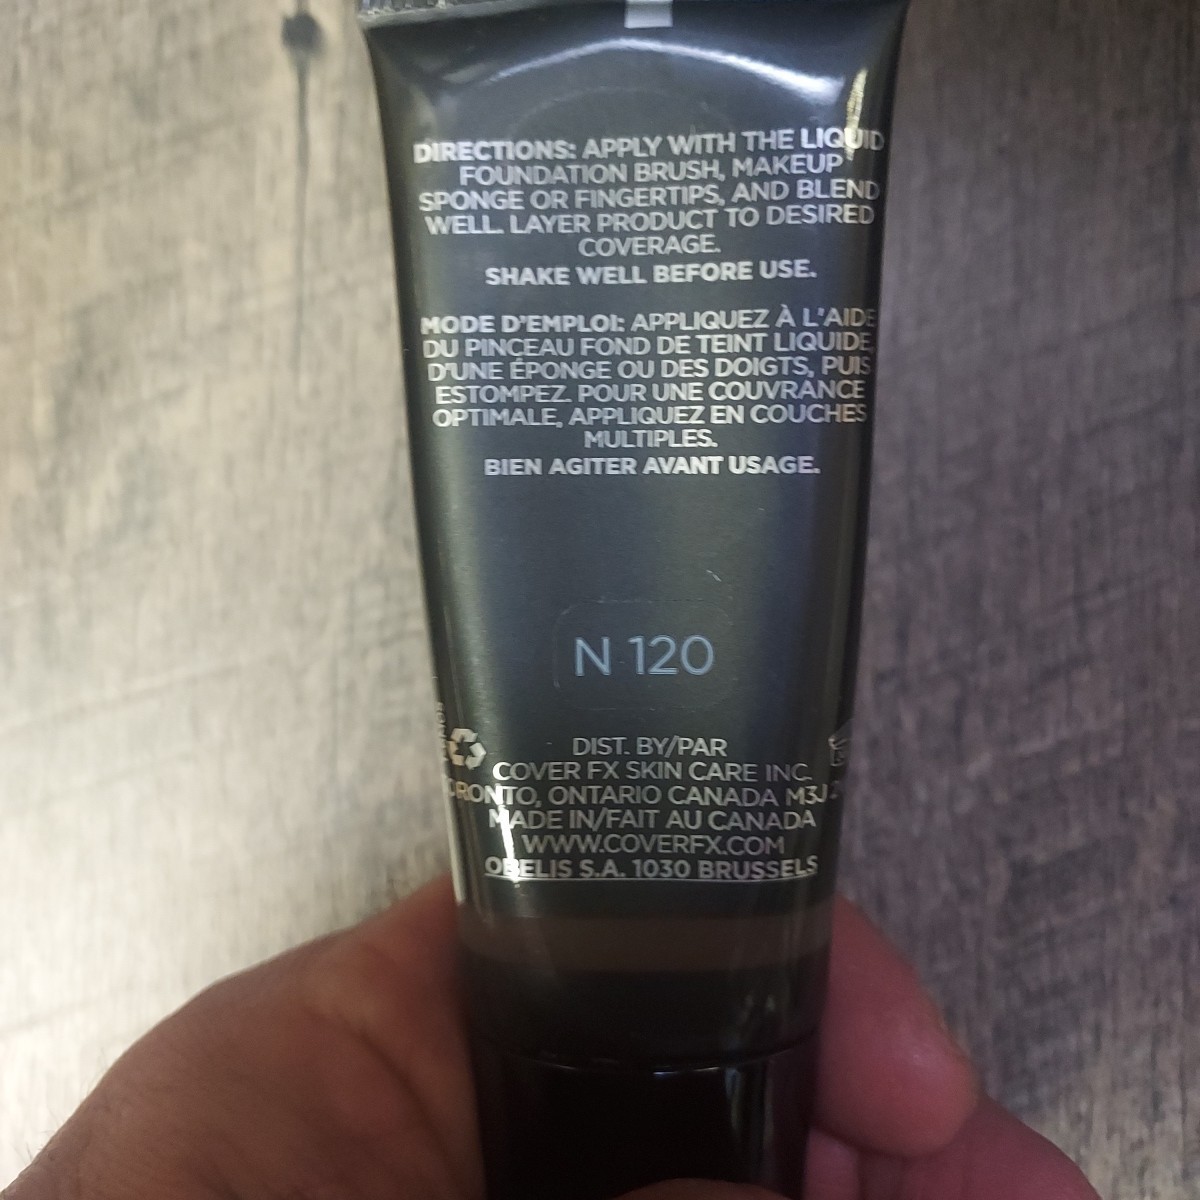 DIRECTIONS: APPLY WITH THE LIQUID
FOUNDATION BRUSH, MAKEUP
SPONGE OR FINGERTIPS, AND BLEND
WELL. LAYER PRODUCT TO DESIRED
COVERAGE.
SHAKE WELL BEFORE USE.
MODE D'EMPLOI: APPLIQUEZ À L'AIDE
DU PINCEAU FOND DE TEINT LIQUIDE,
D'UNE ÉPONGE OU DES DOIGTS, PUIS
ESTOMPEZ. POUR UNE COUVRANCE
OPTIMALE, APPLIQUEZ EN COUCHES
MULTIPLES.
BIEN AGITER AVANT USAGE.
N 120
DIST. BY/PAR
COVER FX SKIN CARE INC.
ORONTO, ONTARIO CANADA M3J
MADE IN/FAIT AU CANADA
WWW.COVERFX.COM
OBELIS S.A. 1030 BRUSSELS